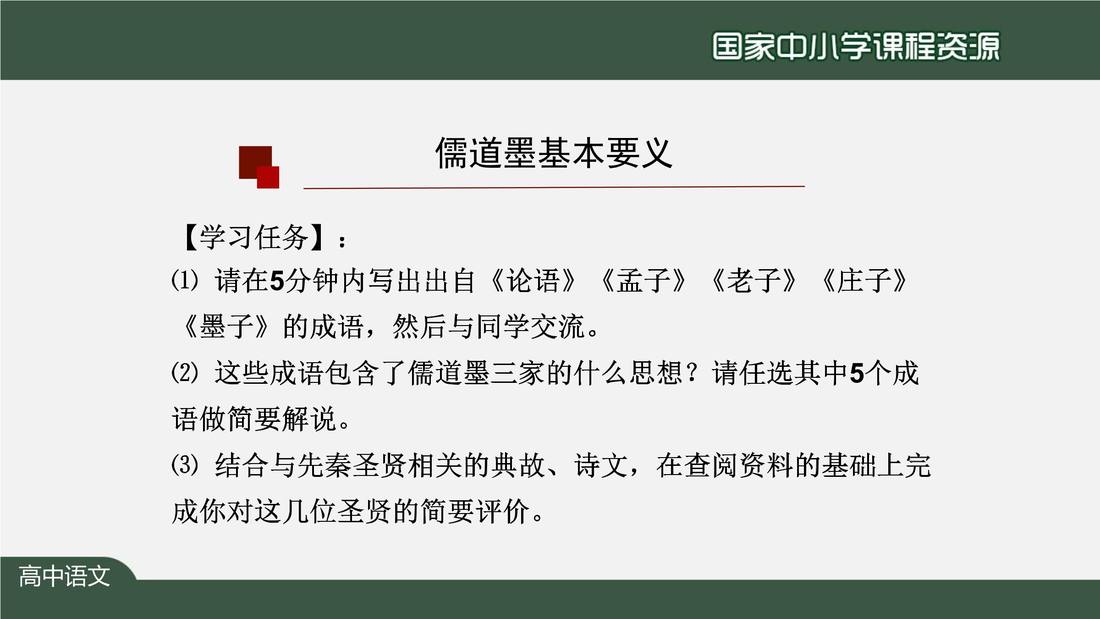 国家中小学课程资源
儒道墨基本要义
【学习任务】：
⑴ 请在5分钟内写出出自《论语》《孟子》《老子》《庄子》
《墨子》的成语，然后与同学交流。
⑵ 这些成语包含了儒道墨三家的什么思想？请任选其中5个成
语做简要解说。
⑶ 结合与先秦圣贤相关的典故、诗文，在查阅资料的基础上完
成你对这几位圣贤的简要评价。
高中语文